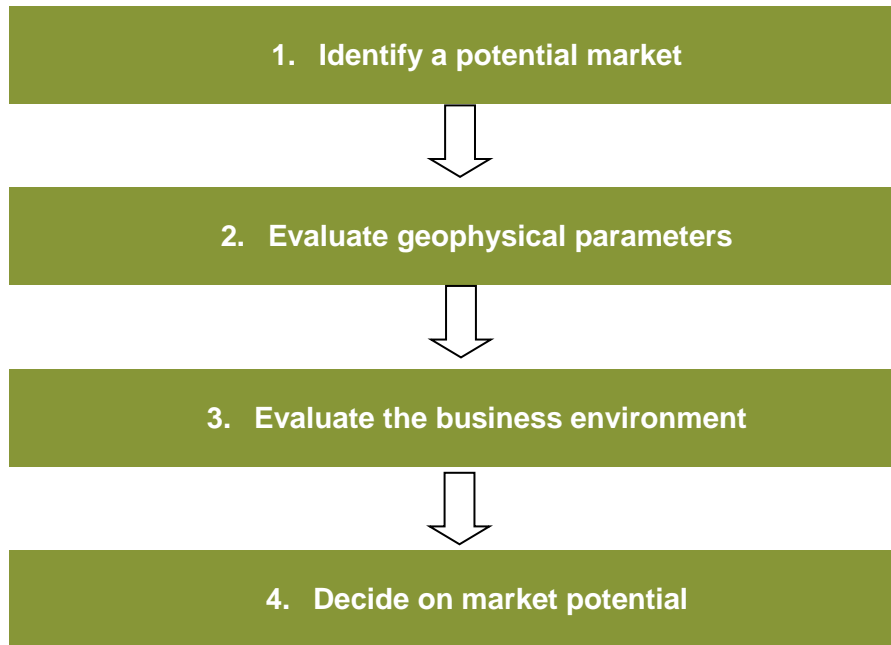 1. Identify a potential market
2. Evaluate geophysical parameters
3. Evaluate the business environment
4. Decide on market potential